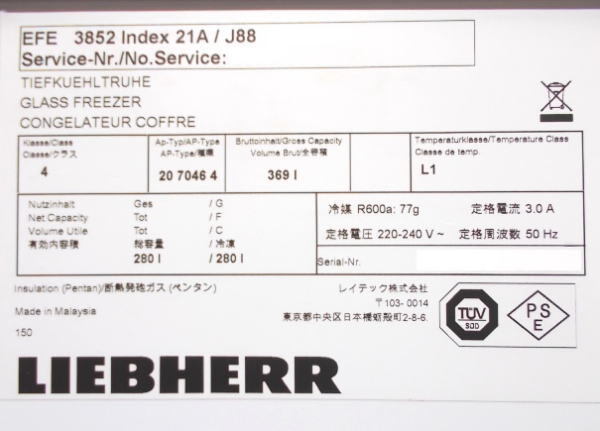 EFE 3852 Index 21A / J88
Service-Nr./No.Service:
TIEFKUEHLTRUHE
GLASS FREEZER
CONGELATEUR COFFRE
Klasse/Class
Classe/クラス
4
Ap-Typ/AP-Type
AP-Type/種類
20 7046 4
Bruttoinhalt/Gross Capacity
Volume Brut/全容積
369 l
Temperaturklasse/Temperature Class
Classe de temp.
L1
Nutzinhalt Ges / G
Net Capacity Tot / F
Volume Utile Tot / C
有効内容積 総容量 / 冷凍
280 l / 280 l
冷媒 R600a: 77g 定格電流 3.0 A
定格電圧 220-240 V ~ 定格周波数 50 Hz
Serial-Nr.
Insulation (Pentan)/断熱発砲ガス (ペンタン)
Made in Malaysia
150
レイテック株式会社
〒103-0014
東京都中央区日本橋蛎殻町2-8-6.
TÜV
SÜD
PS
E
LIEBHERR